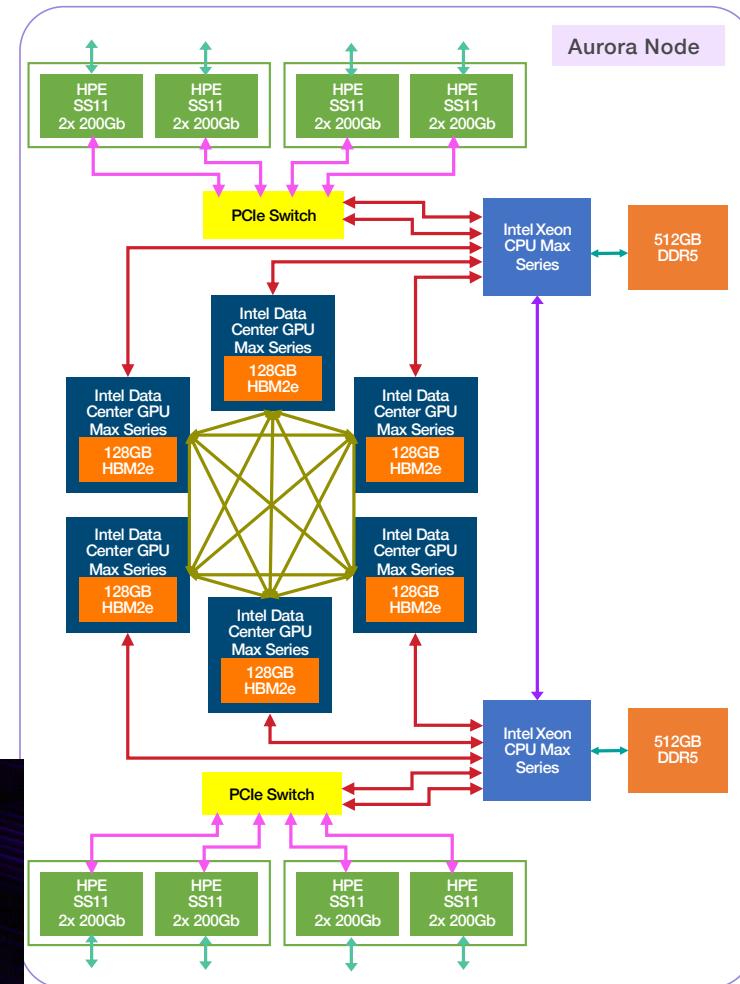 Aurora Node
HPE
SS11
2x 200Gb
HPE
SS11
2x 200Gb
HPE
SS11
2x 200Gb
HPE
SS11
2x 200Gb
PCIe Switch
Intel Xeon
CPU Max
Series
512GB
DDR5
Intel Data
Center GPU
Max Series
128GB
HBM2e
Intel Data
Center GPU
Max Series
128GB
HBM2e
Intel Data
Center GPU
Max Series
128GB
HBM2e
Intel Data
Center GPU
Max Series
128GB
HBM2e
Intel Data
Center GPU
Max Series
128GB
HBM2e
Intel Data
Center GPU
Max Series
128GB
HBM2e
Intel Xeon
CPU Max
Series
512GB
DDR5
PCIe Switch
HPE
SS11
2x 200Gb
HPE
SS11
2x 200Gb
HPE
SS11
2x 200Gb
HPE
SS11
2x 200Gb